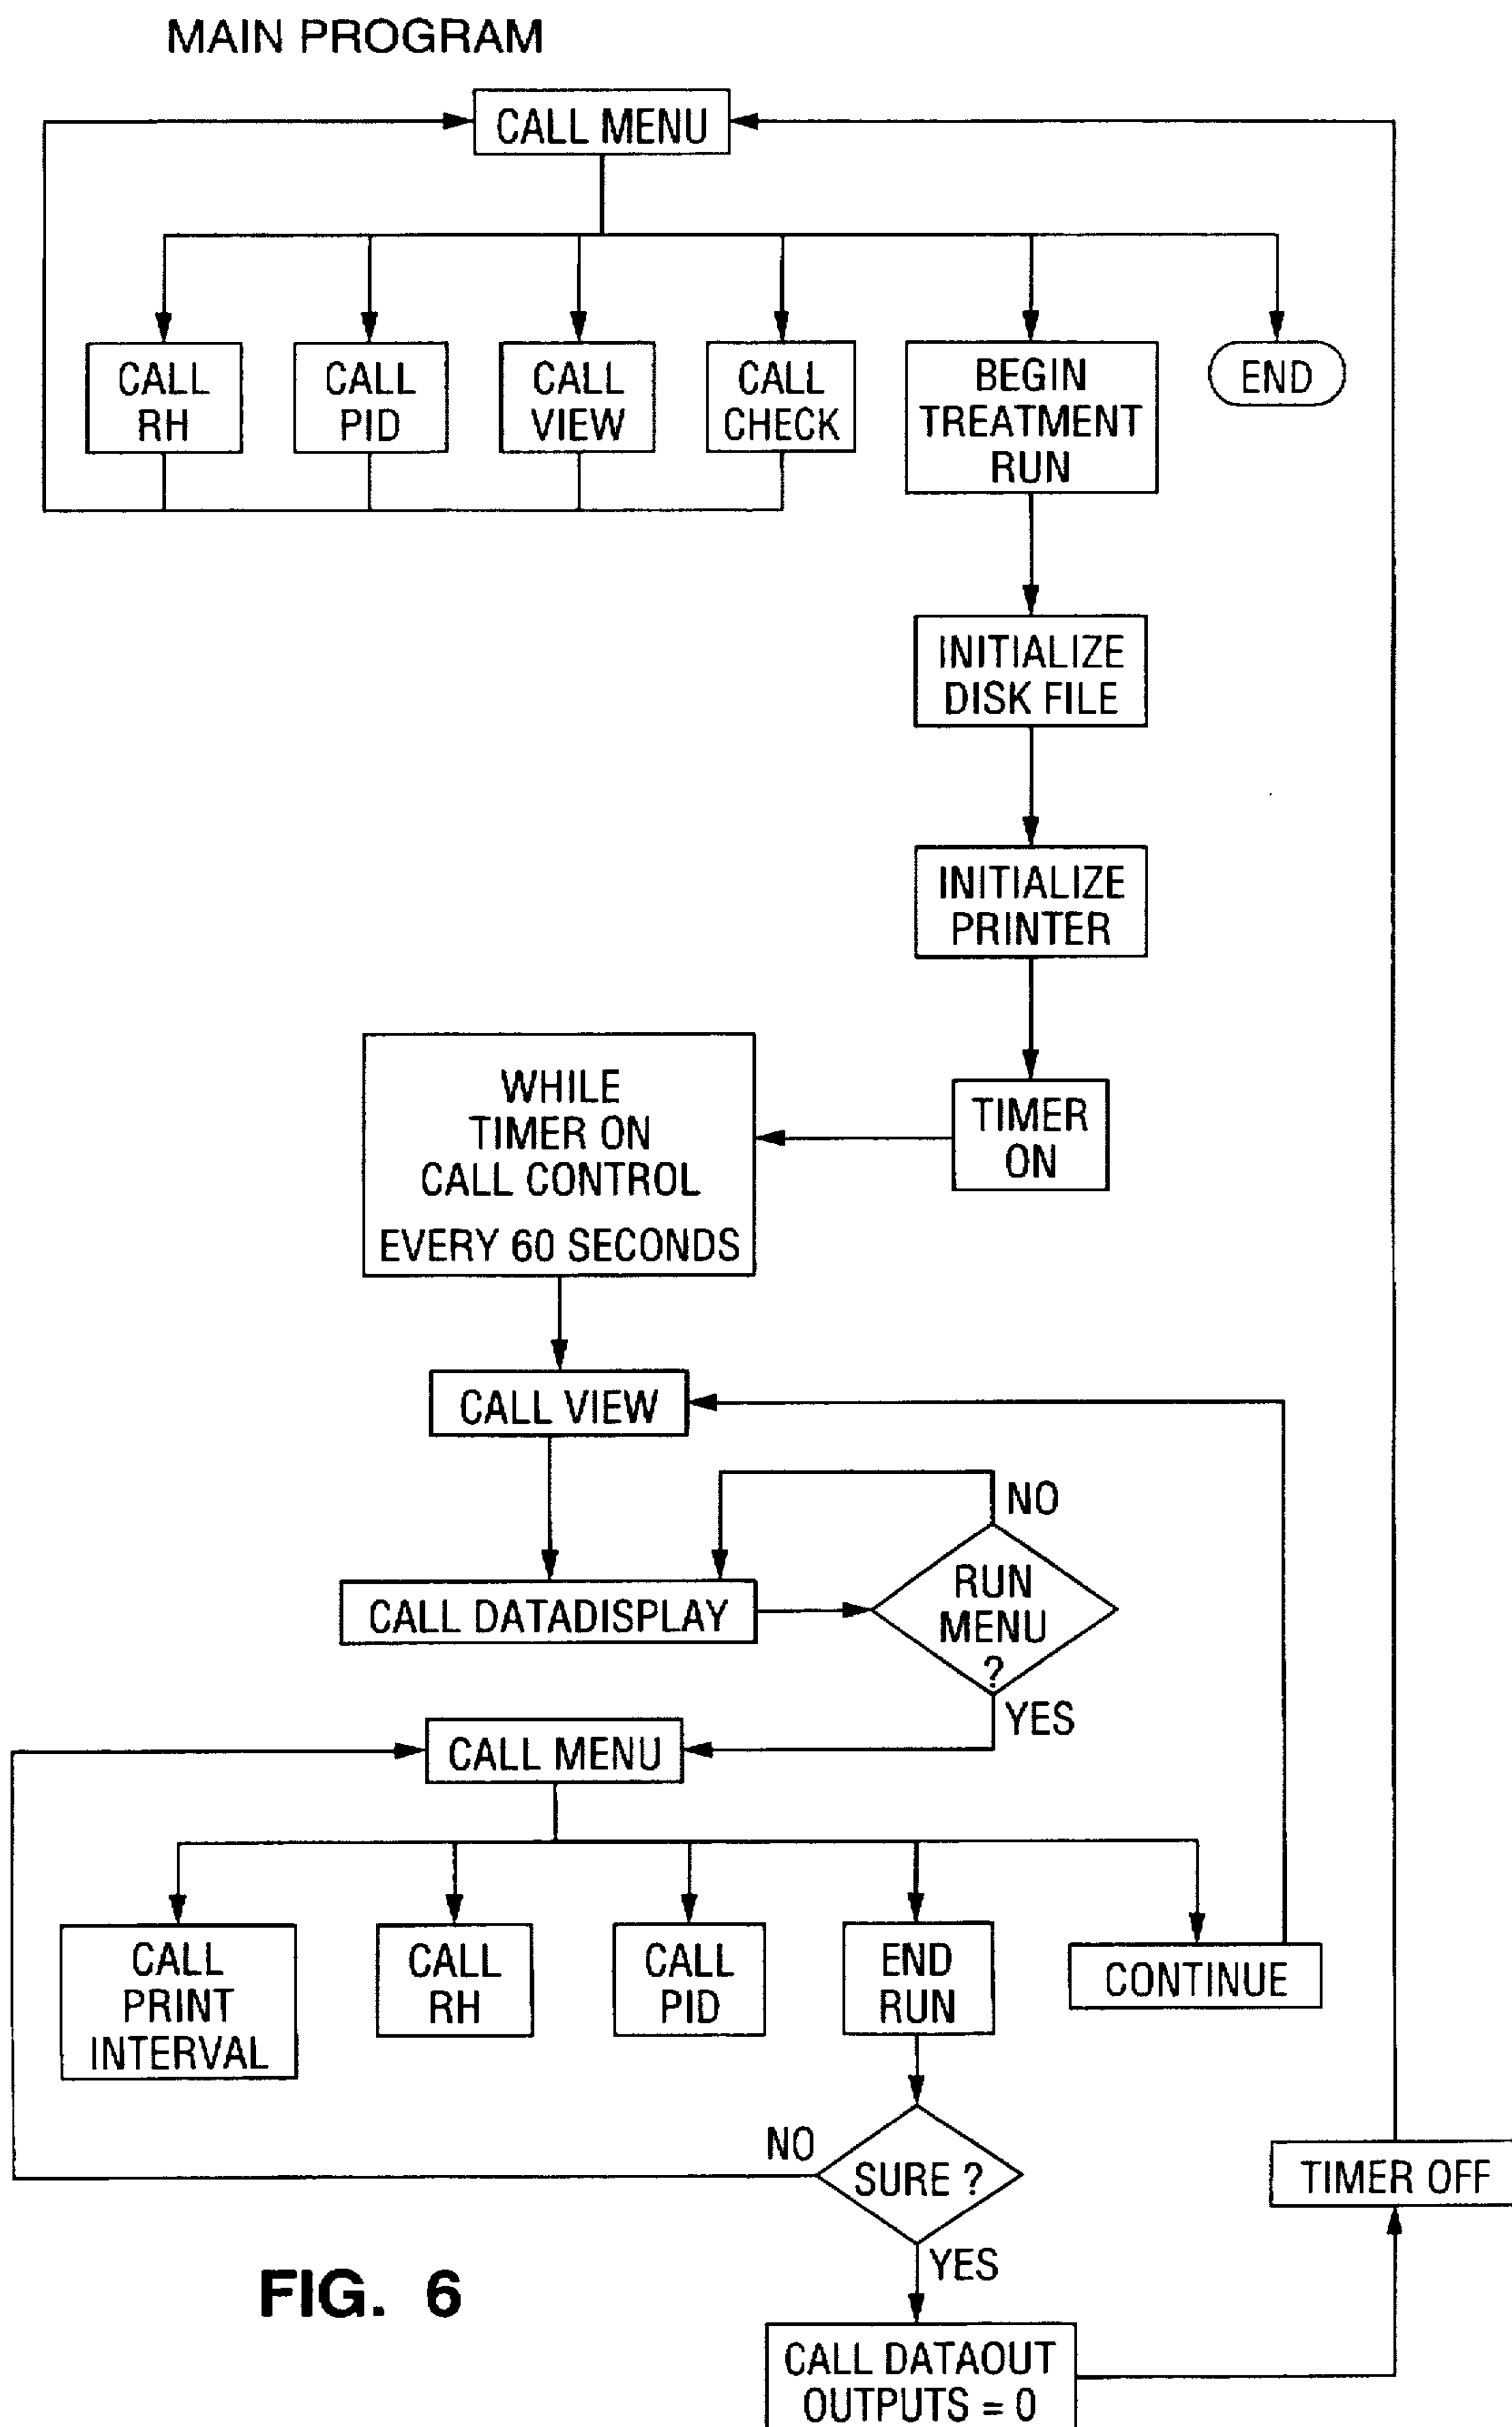 MAIN PROGRAM
CALL MENU
CALL
RH
CALL
PID
CALL
VIEW
CALL
CHECK
BEGIN
TREATMENT
RUN
END
INITIALIZE
DISK FILE
INITIALIZE
PRINTER
TIMER
ON
WHILE
TIMER ON
CALL CONTROL
EVERY 60 SECONDS
CALL VIEW
CALL DATADISPLAY
NO
RUN
MENU
?
YES
CALL MENU
CALL
PRINT
INTERVAL
CALL
RH
CALL
PID
END
RUN
CONTINUE
NO
SURE ?
YES
TIMER OFF
CALL DATAOUT
OUTPUTS = 0
FIG. 6